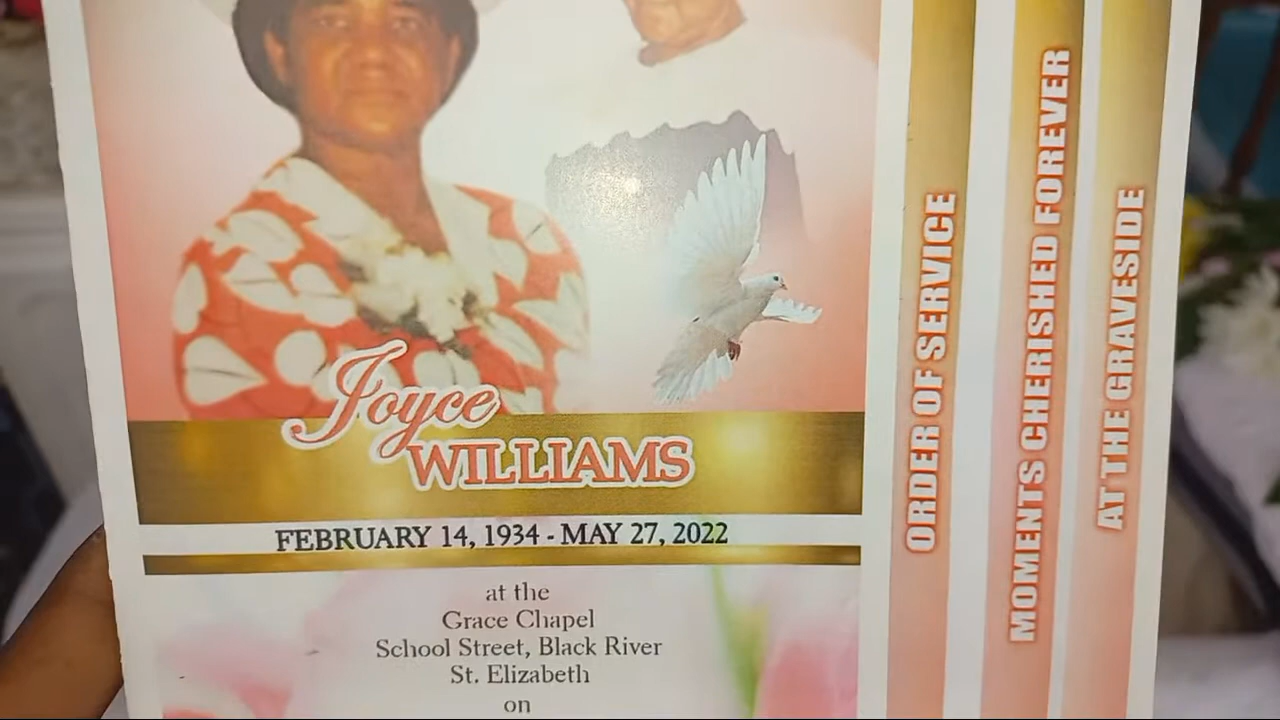 Joyce
WILLIAMS
FEBRUARY 14, 1934 - MAY 27, 2022
at the
Grace Chapel
School Street, Black River
St. Elizabeth
on
ORDER OF SERVICE
MOMENTS CHERISHED FOREVER
AT THE GRAVESIDE